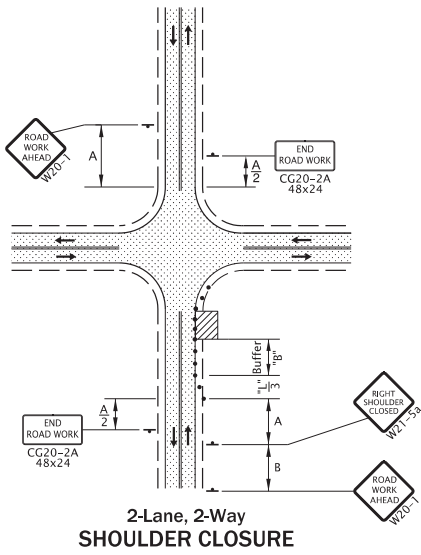 ROAD
WORK
AHEAD
W20-1
A
A
2
END
ROAD WORK
CG20-2A
48x24
Buffer
"B"
"L"
3
A
2
END
ROAD WORK
CG20-2A
48x24
A
B
RIGHT
SHOULDER
CLOSED
W21-5a
ROAD
WORK
AHEAD
W20-1
2-Lane, 2-Way
SHOULDER CLOSURE